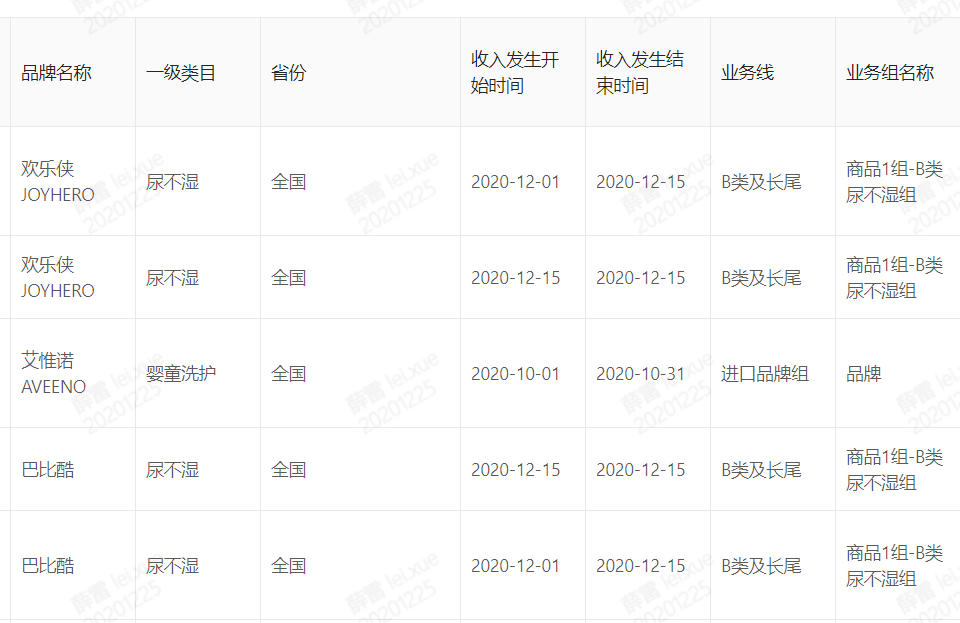 品牌名称 一级类目 省份 收入发生开始时间 收入发生结束时间 业务线 业务组名称
欢乐侠 JOYHERO 尿不湿 全国 2020-12-01 2020-12-15 B类及长尾 商品1组-B类尿不湿组
欢乐侠 JOYHERO 尿不湿 全国 2020-12-15 2020-12-15 B类及长尾 商品1组-B类尿不湿组
艾惟诺 AVEENO 婴童洗护 全国 2020-10-01 2020-10-31 进口品牌组 品牌
巴比酷 尿不湿 全国 2020-12-15 2020-12-15 B类及长尾 商品1组-B类尿不湿组
巴比酷 尿不湿 全国 2020-12-01 2020-12-15 B类及长尾 商品1组-B类尿不湿组
薛雷 lei.xue
20201225